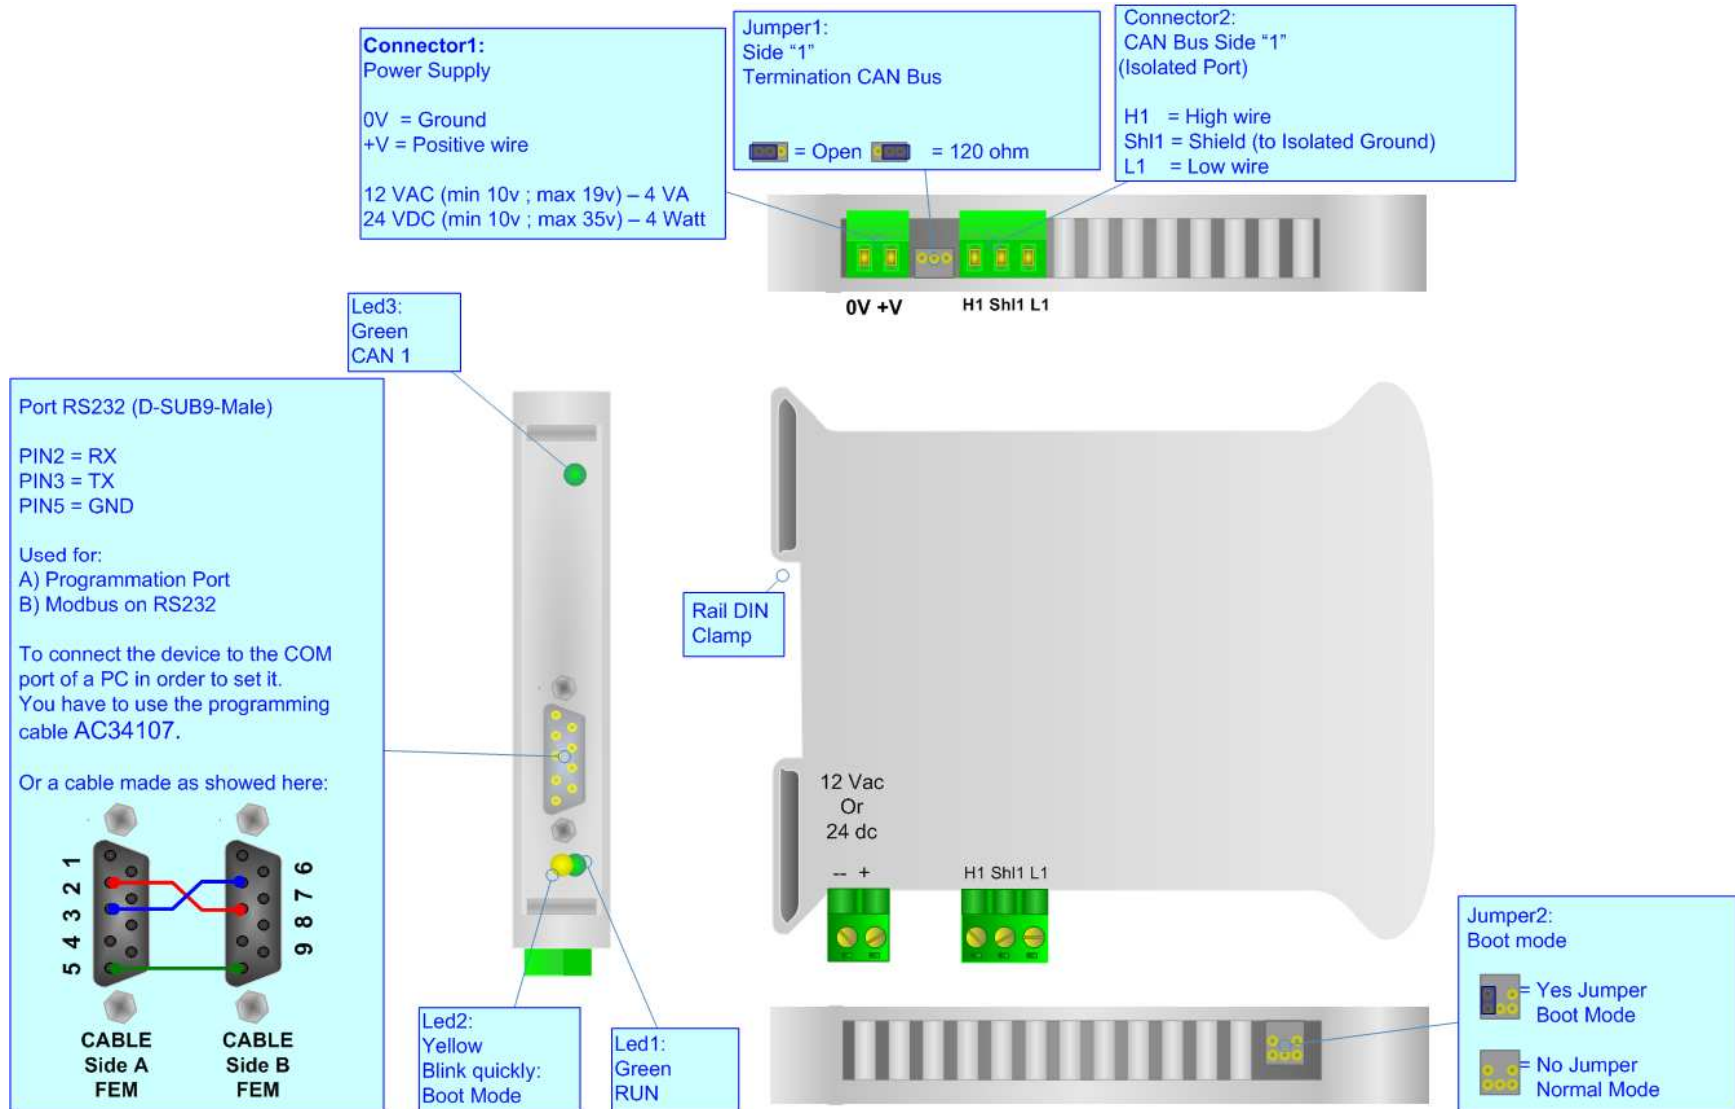 Connector1:
Power Supply
0V = Ground
+V = Positive wire
12 VAC (min 10v ; max 19v) – 4 VA
24 VDC (min 10v ; max 35v) – 4 Watt
Jumper1:
Side “1”
Termination CAN Bus
= Open = 120 ohm
Connector2:
CAN Bus Side “1”
(Isolated Port)
H1 = High wire
Shl1 = Shield (to Isolated Ground)
L1 = Low wire
0V +V
H1 Shl1 L1
Led3:
Green
CAN 1
Port RS232 (D-SUB9-Male)
PIN2 = RX
PIN3 = TX
PIN5 = GND
Used for:
A) Programmation Port
B) Modbus on RS232
To connect the device to the COM
port of a PC in order to set it.
You have to use the programming
cable AC34107.
Or a cable made as showed here:
1
2
3
4
5
6
7
8
9
CABLE
Side A
FEM
CABLE
Side B
FEM
Rail DIN
Clamp
12 Vac
Or
24 dc
-- +
H1 Shl1 L1
Led2:
Yellow
Blink quickly:
Boot Mode
Led1:
Green
RUN
Jumper2:
Boot mode
= Yes Jumper
Boot Mode
= No Jumper
Normal Mode